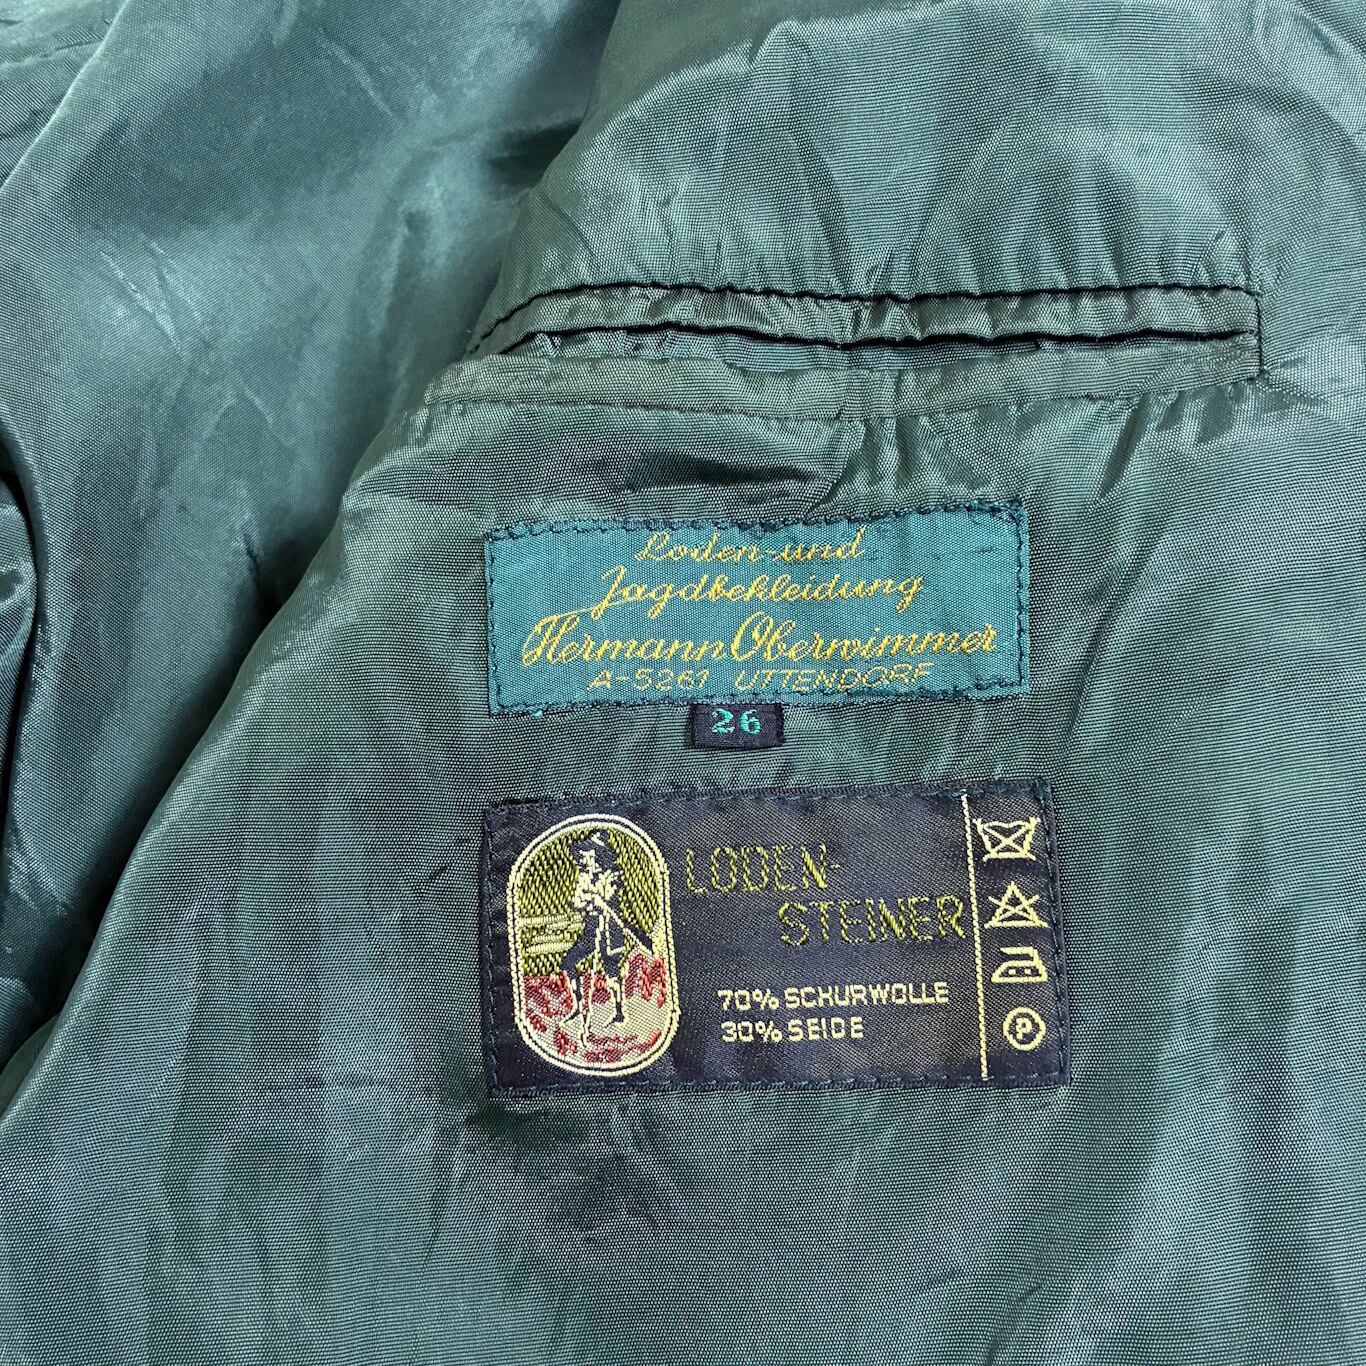 Loden-und
Jagdbekleidung
Hermann Oberwimmer
A-5261 UTTENDORF
26
LODEN-
STEINER
70% SCHURWOLLE
30% SEIDE
P